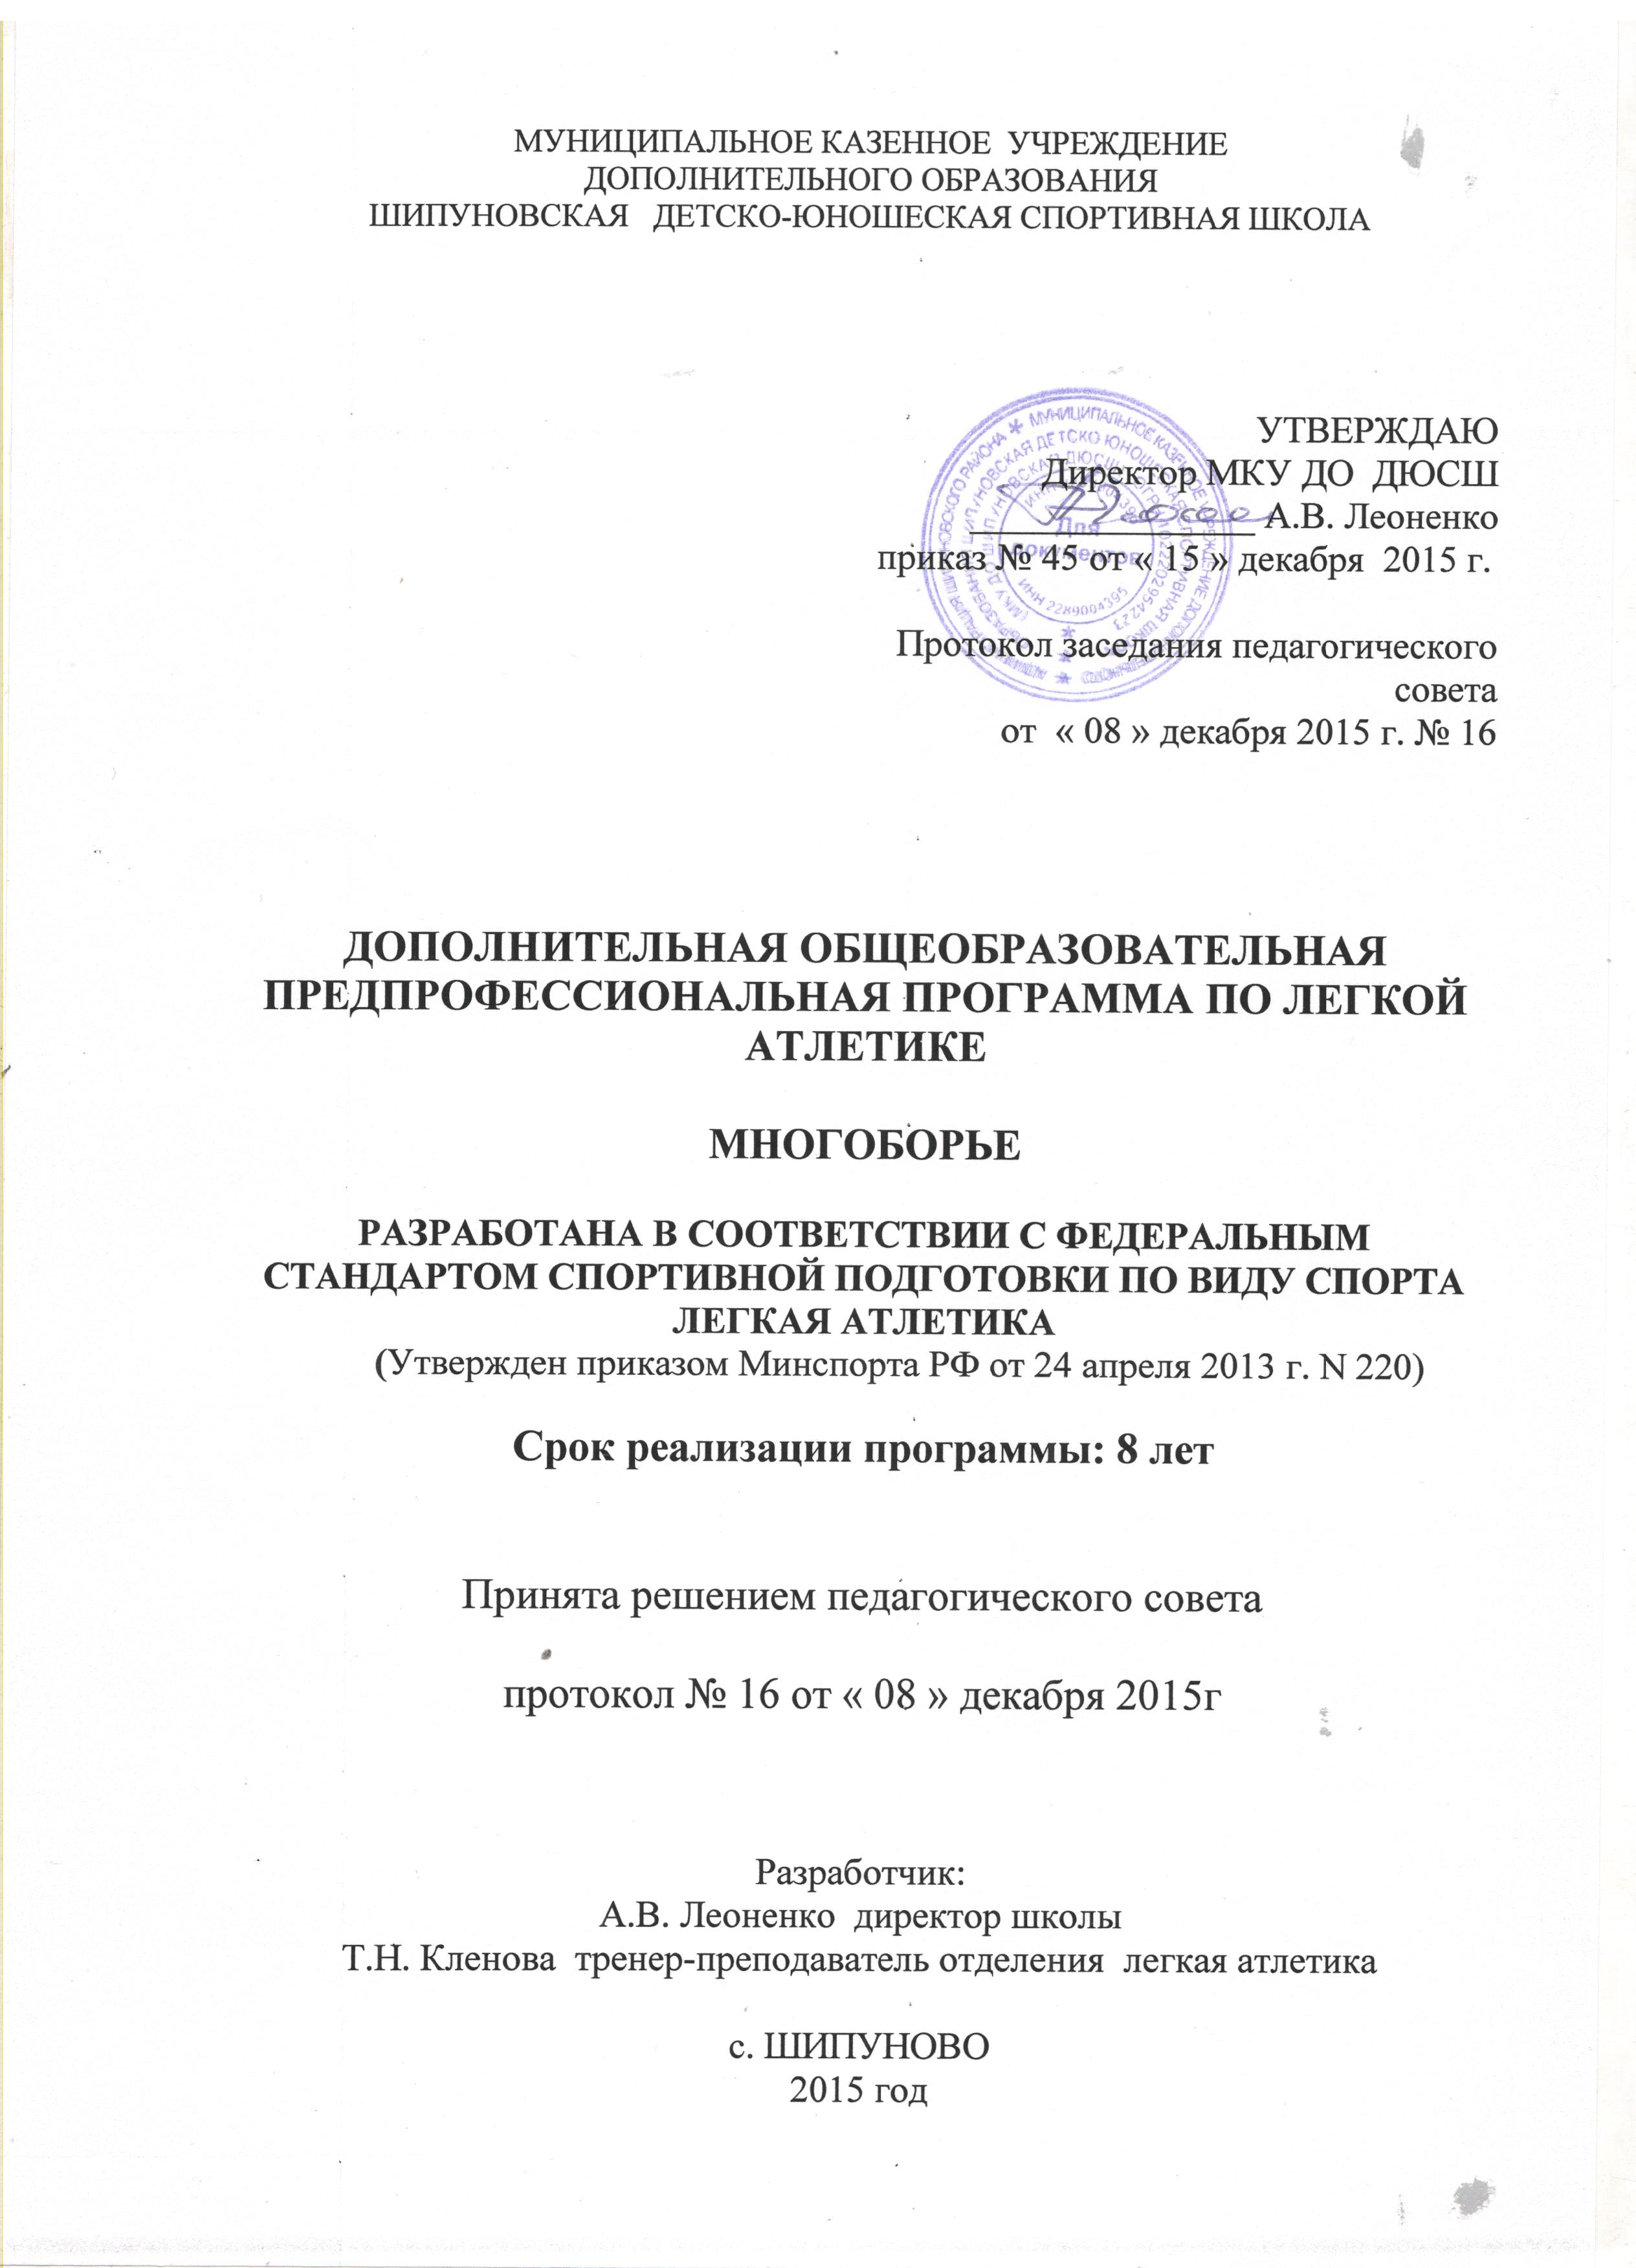 МУНИЦИПАЛЬНОЕ КАЗЕННОЕ УЧРЕЖДЕНИЕ
ДОПОЛНИТЕЛЬНОГО ОБРАЗОВАНИЯ
ШИПУНОВСКАЯ ДЕТСКО-ЮНОШЕСКАЯ СПОРТИВНАЯ ШКОЛА
УТВЕРЖДАЮ
Директор МКУ ДО ДЮСШ
А.В. Леоненко
приказ № 45 от « 15 » декабря 2015 г.
Для
документов
ИНН 2289004395
Протокол заседания педагогического
совета
от « 08 » декабря 2015 г. № 16
ДОПОЛНИТЕЛЬНАЯ ОБЩЕОБРАЗОВАТЕЛЬНАЯ
ПРЕДПРОФЕССИОНАЛЬНАЯ ПРОГРАММА ПО ЛЕГКОЙ
АТЛЕТИКЕ
МНОГОБОРЬЕ
РАЗРАБОТАНА В СООТВЕТСТВИИ С ФЕДЕРАЛЬНЫМ
СТАНДАРТОМ СПОРТИВНОЙ ПОДГОТОВКИ ПО ВИДУ СПОРТА
ЛЕГКАЯ АТЛЕТИКА
(Утвержден приказом Минспорта РФ от 24 апреля 2013 г. N 220)
Срок реализации программы: 8 лет
Принята решением педагогического совета
протокол № 16 от « 08 » декабря 2015г
Разработчик:
А.В. Леоненко директор школы
Т.Н. Кленова тренер-преподаватель отделения легкая атлетика
с. ШИПУНОВО
2015 год